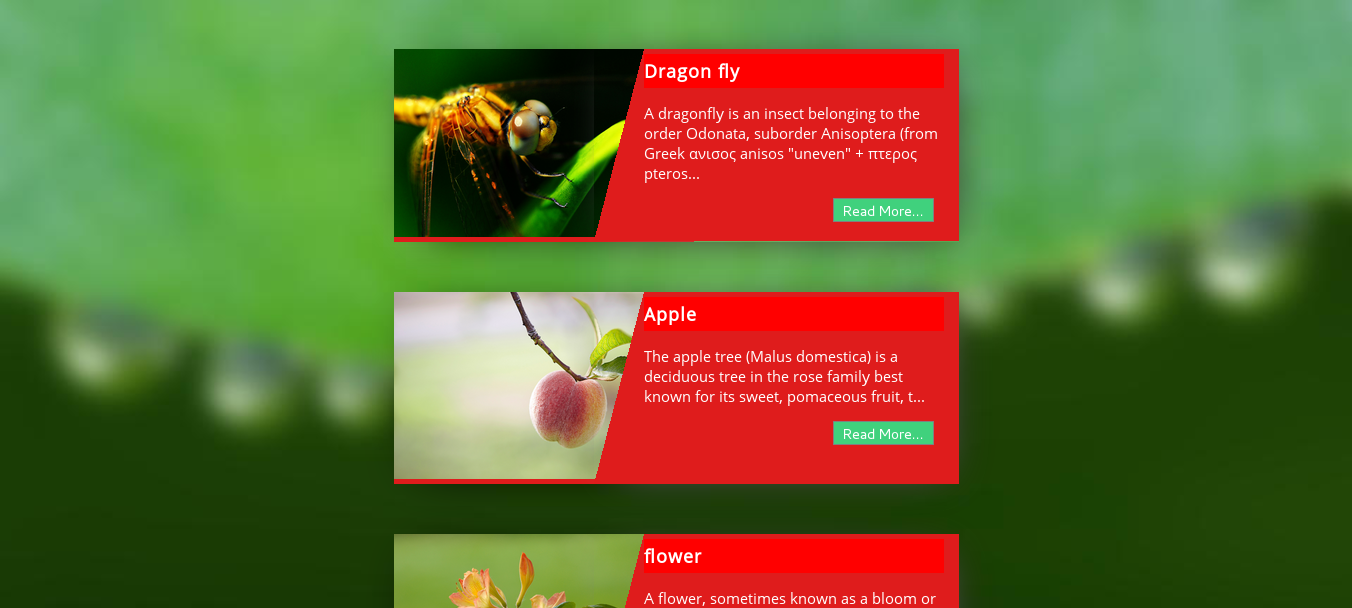 Dragon fly
A dragonfly is an insect belonging to the
order Odonata, suborder Anisoptera (from
Greek ανισος anisos "uneven" + πτερος
pteros...
Read More...
Apple
The apple tree (Malus domestica) is a
deciduous tree in the rose family best
known for its sweet, pomaceous fruit, t...
Read More...
flower
A flower, sometimes known as a bloom or